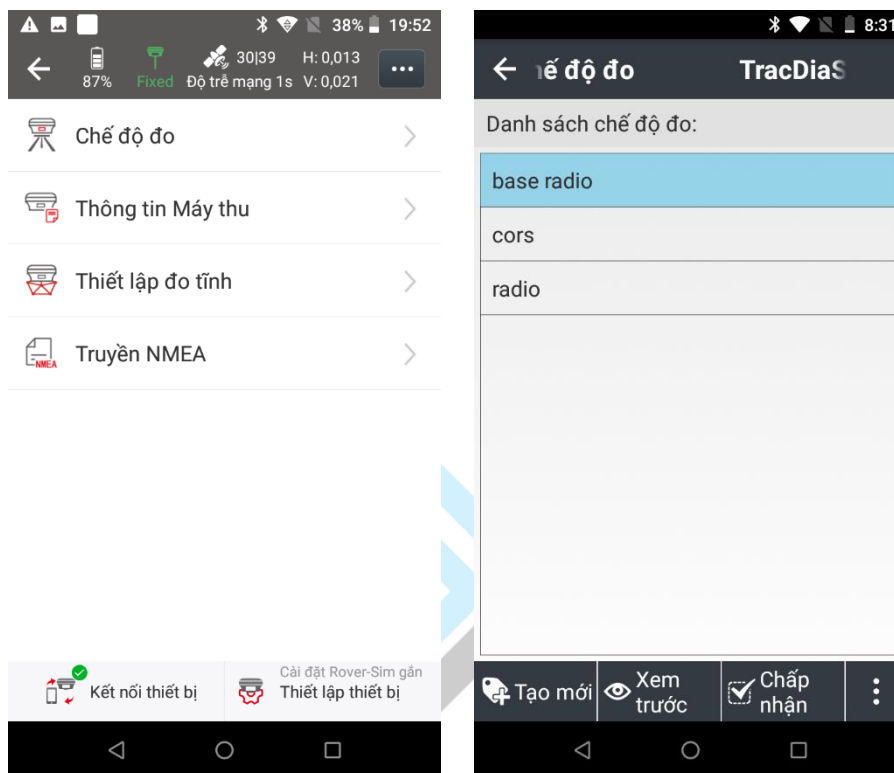 38% 19:52
30|39 H: 0,013
87% Fixed Độ trễ mạng 1s V: 0,021
Chế độ đo
Thông tin Máy thu
Thiết lập đo tĩnh
Truyền NMEA
NMEA
Kết nối thiết bị
Cài đặt Rover-Sim gắn
Thiết lập thiết bị
8:31
độ đo TracDiaS
Danh sách chế độ đo:
base radio
cors
radio
Tạo mới
Xem
trước
Chấp
nhận